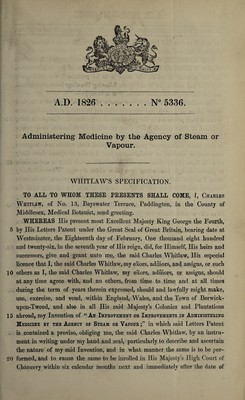 A.D. 1826 . . . . . . . N° 5336.
Administering Medicine by the Agency of Steam or
Vapour.
WHITLAW'S SPECIFICATION.
TO ALL TO WHOM THESE PRESENTS SHALL COME, I, CHARLES
WHITLAW, of No. 13, Bayswater Terrace, Paddington, in the County of
Middlesex, Medical Botanist, send greeting.
WHEREAS His present most Excellent Majesty King George the Fourth,
5 by His Letters Patent under the Great Seal of Great Britain, bearing date at
Westminster, the Eighteenth day of February, One thousand eight hundred
and twenty-six, in the seventh year of His reign, did, for Himself, His heirs and
successors, give and grant unto me, the said Charles Whitlaw, His especial
licence that I, the said Charles Whitlaw, my exors, adm̃ors, and assigns, or such
10 others as I, the said Charles Whitlaw, my exors, adm̃ors, or assigns, should
at any time agree with, and no others, from time to time and at all times
during the term of years therein expressed, should and lawfully might make,
use, exercise, and vend, within England, Wales, and the Town of Berwick-
upon-Tweed, and also in all His said Majesty's Colonies and Plantations
15 abroad, my Invention of "AN IMPROVEMENT OR IMPROVEMENTS IN ADMINISTERING
MEDICINE BY THE AGENCY OF STEAM OR VAPOUR;" in which said Letters Patent
is contained a proviso, obliging me, the said Charles Whitlaw, by an instru-
ment in writing under my hand and seal, particularly to describe and ascertain
the nature of my said Invention, and in what manner the same is to be per-
20 formed, and to cause the same to be inrolled in His Majesty's High Court of
Chancery within six calendar months next and immediately after the date of